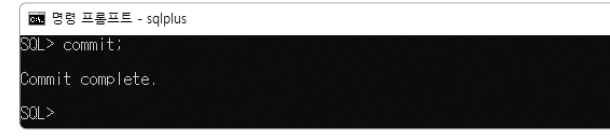 명령 프롬프트 - sqlplus
SQL> commit;
Commit complete.
SQL>